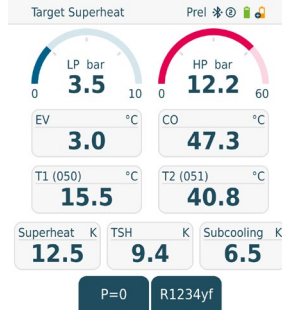 Target Superheat Prel 2
LP bar
3.5
0 10
HP bar
12.2
0 60
EV °C
3.0
CO °C
47.3
T1 (050) °C
15.5
T2 (051) °C
40.8
Superheat K
12.5
TSH K
9.4
Subcooling K
6.5
P=0
R1234yf